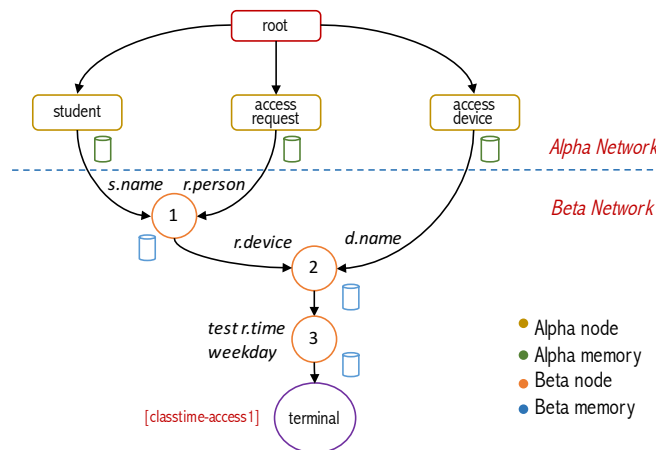 root
student
access
request
access
device
Alpha Network
s.name
r.person
Beta Network
1
r.device
d.name
2
test r.time
weekday
3
Alpha node
Alpha memory
Beta node
Beta memory
[classtime-access1]
terminal